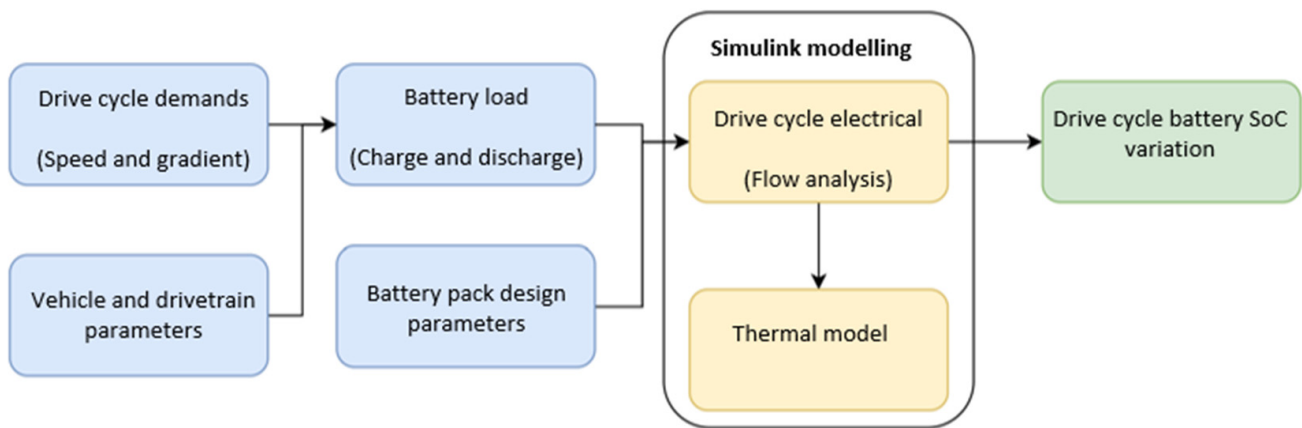 Simulink modelling
Drive cycle demands
(Speed and gradient)
Battery load
(Charge and discharge)
Drive cycle electrical
(Flow analysis)
Drive cycle battery SoC
variation
Vehicle and drivetrain
parameters
Battery pack design
parameters
Thermal model